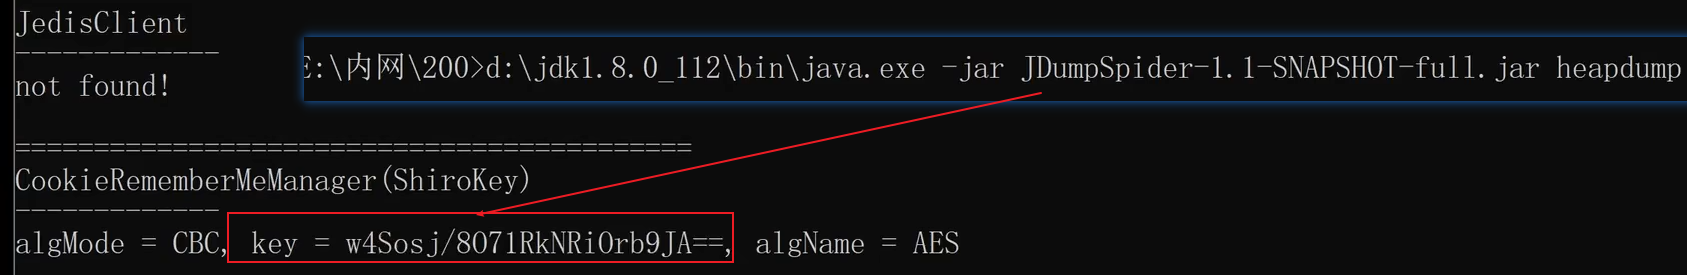 JedisClient
-------------
not found!
E:\内网\200>d:\jdk1.8.0_112\bin\java.exe -jar JDumpSpider-1.1-SNAPSHOT-full.jar heapdump
===========================================
CookieRememberMeManager(ShiroKey)
-------------
algMode = CBC, key = w4Sosj/8O71RkNRiOrb9JA==, algName = AES